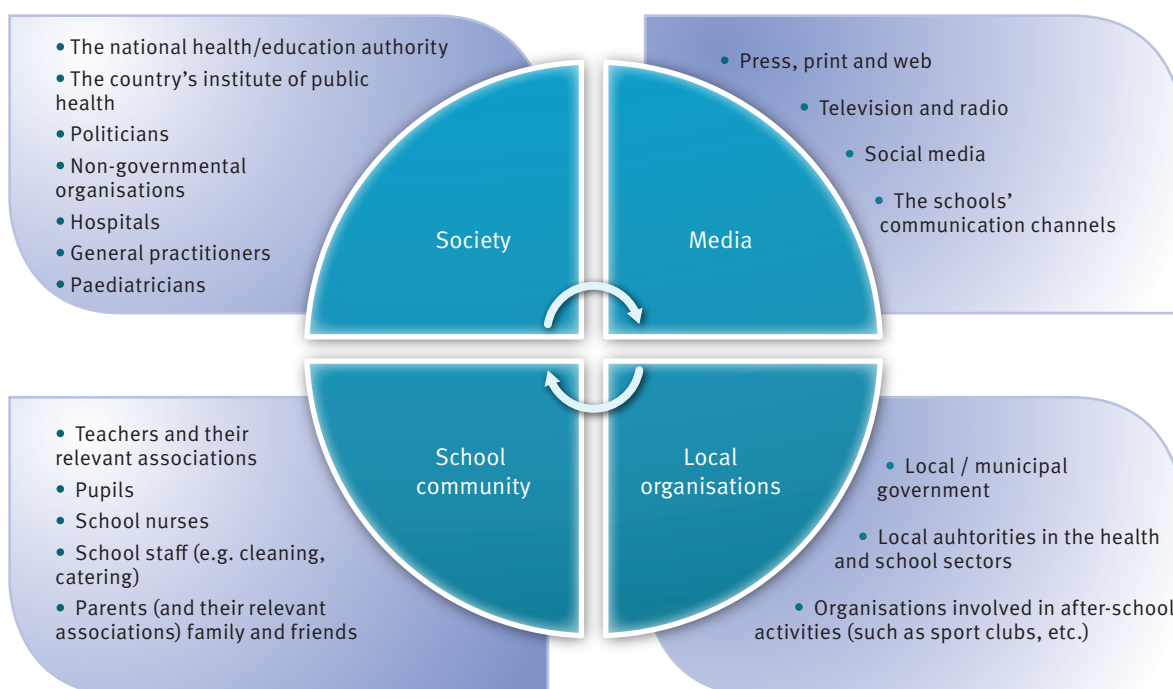 • The national health/education authority
• The country's institute of public
health
• Politicians
• Non-governmental
organisations
• Hospitals
• General practitioners
• Paediatricians
Society
• Press, print and web
• Television and radio
• Social media
• The schools'
communication channels
Media
• Teachers and their
relevant associations
• Pupils
• School nurses
• School staff (e.g. cleaning,
catering)
• Parents (and their relevant
associations) family and friends
School
community
Local
organisations
• Local / municipal
government
• Local auhtorities in the health
and school sectors
• Organisations involved in after-school
activities (such as sport clubs, etc.)